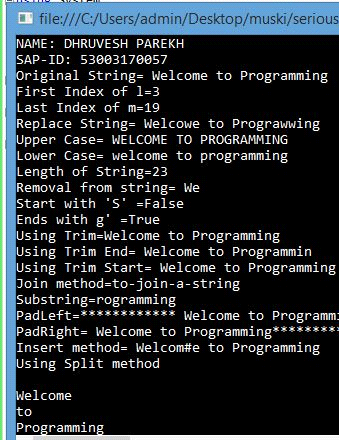 file:///C:/Users/admin/Desktop/muski/serious
NAME: DHRUVESH PAREKH
SAP-ID: 53003170057
Original String= Welcome to Programming
First Index of l=3
Last Index of m=19
Replace String= Welcowe to Prograwwing
Upper Case= WELCOME TO PROGRAMMING
Lower Case= welcome to programming
Length of String=23
Removal from string= We
Start with 'S' =False
Ends with g' =True
Using Trim=Welcome to Programming
Using Trim End= Welcome to Programmin
Using Trim Start= Welcome to Programming
Join method=to-join-a-string
Substring=rogramming
PadLeft=************ Welcome to Programmi
PadRight= Welcome to Programming*********
Insert method= Welcom#e to Programming
Using Split method
Welcome
to
Programming